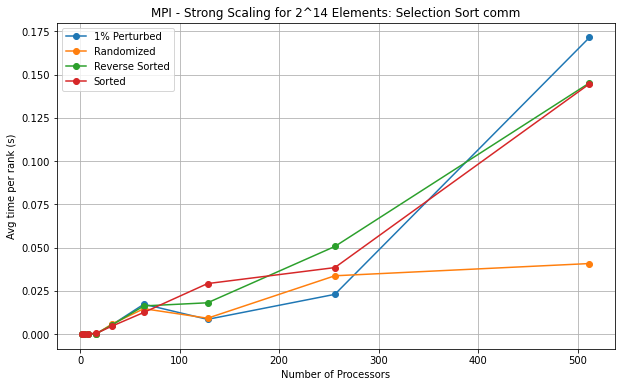 MPI - Strong Scaling for 2^14 Elements: Selection Sort comm
1% Perturbed
Randomized
Reverse Sorted
Sorted
Avg time per rank (s)
0.175
0.150
0.125
0.100
0.075
0.050
0.025
0.000
0
100
200
300
400
500
Number of Processors